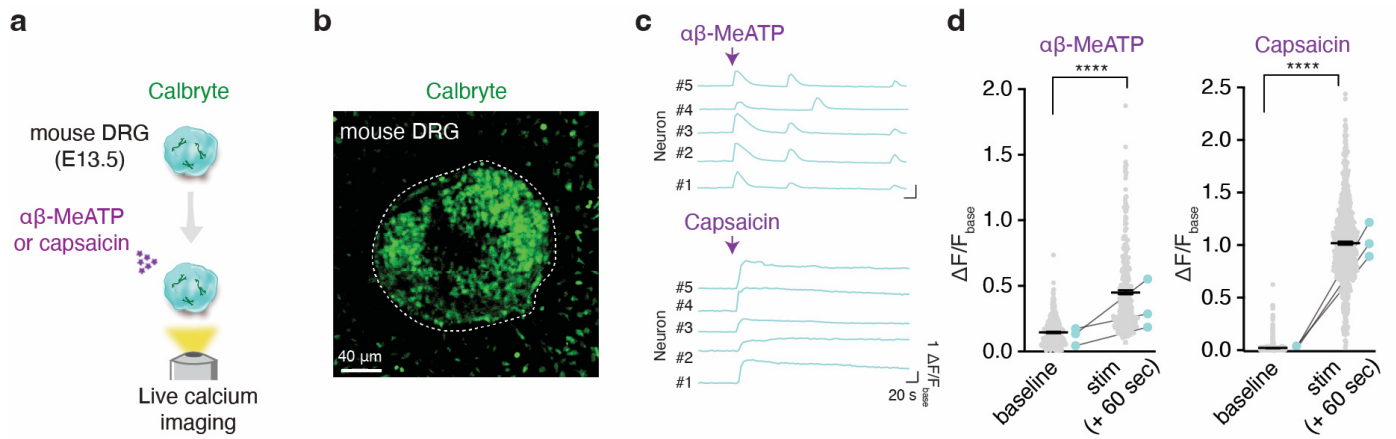 a
Calbryte
mouse DRG
(E13.5)
αβ-MeATP
or capsaicin
Live calcium
imaging
b
Calbryte
mouse DRG
40 µm
c
αβ-MeATP
Neuron
#5
#4
#3
#2
#1
Capsaicin
Neuron
#5
#4
#3
#2
#1
1 ΔF/Fbase
20 s
d
αβ-MeATP
****
ΔF/Fbase
2.0
1.5
1.0
0.5
0.0
baseline
stim
(+ 60 sec)
Capsaicin
****
ΔF/Fbase
2.5
2.0
1.5
1.0
0.5
0.0
baseline
stim
(+ 60 sec)